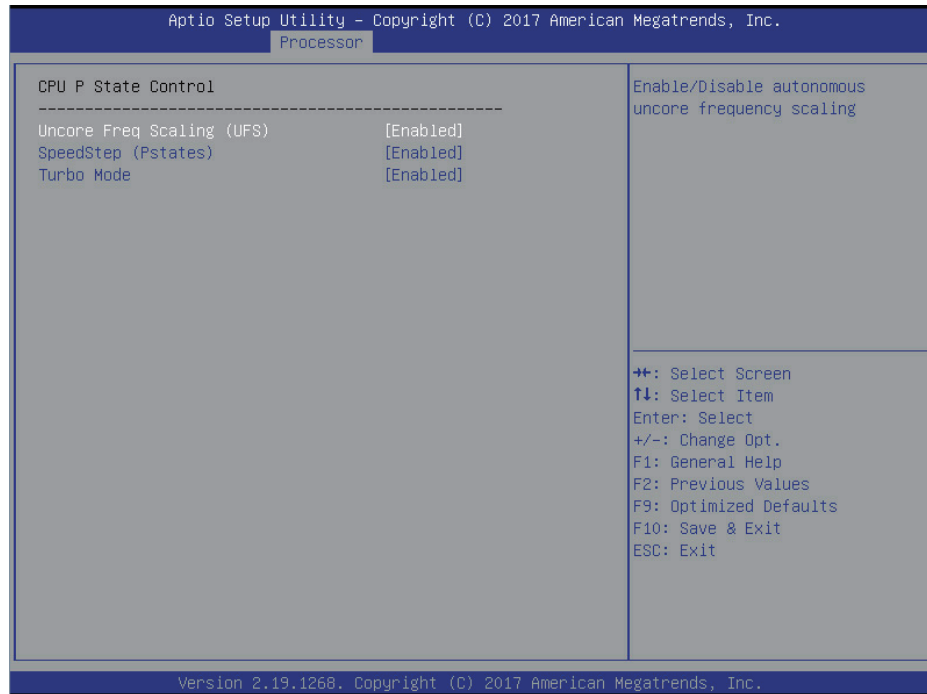 Aptio Setup Utility – Copyright (C) 2017 American Megatrends, Inc.
Processor
CPU P State Control
--------------------------------------------------
Uncore Freq Scaling (UFS) [Enabled]
SpeedStep (Pstates) [Enabled]
Turbo Mode [Enabled]
Enable/Disable autonomous
uncore frequency scaling
→←: Select Screen
↑↓: Select Item
Enter: Select
+/-: Change Opt.
F1: General Help
F2: Previous Values
F9: Optimized Defaults
F10: Save & Exit
ESC: Exit
Version 2.19.1268. Copyright (C) 2017 American Megatrends, Inc.